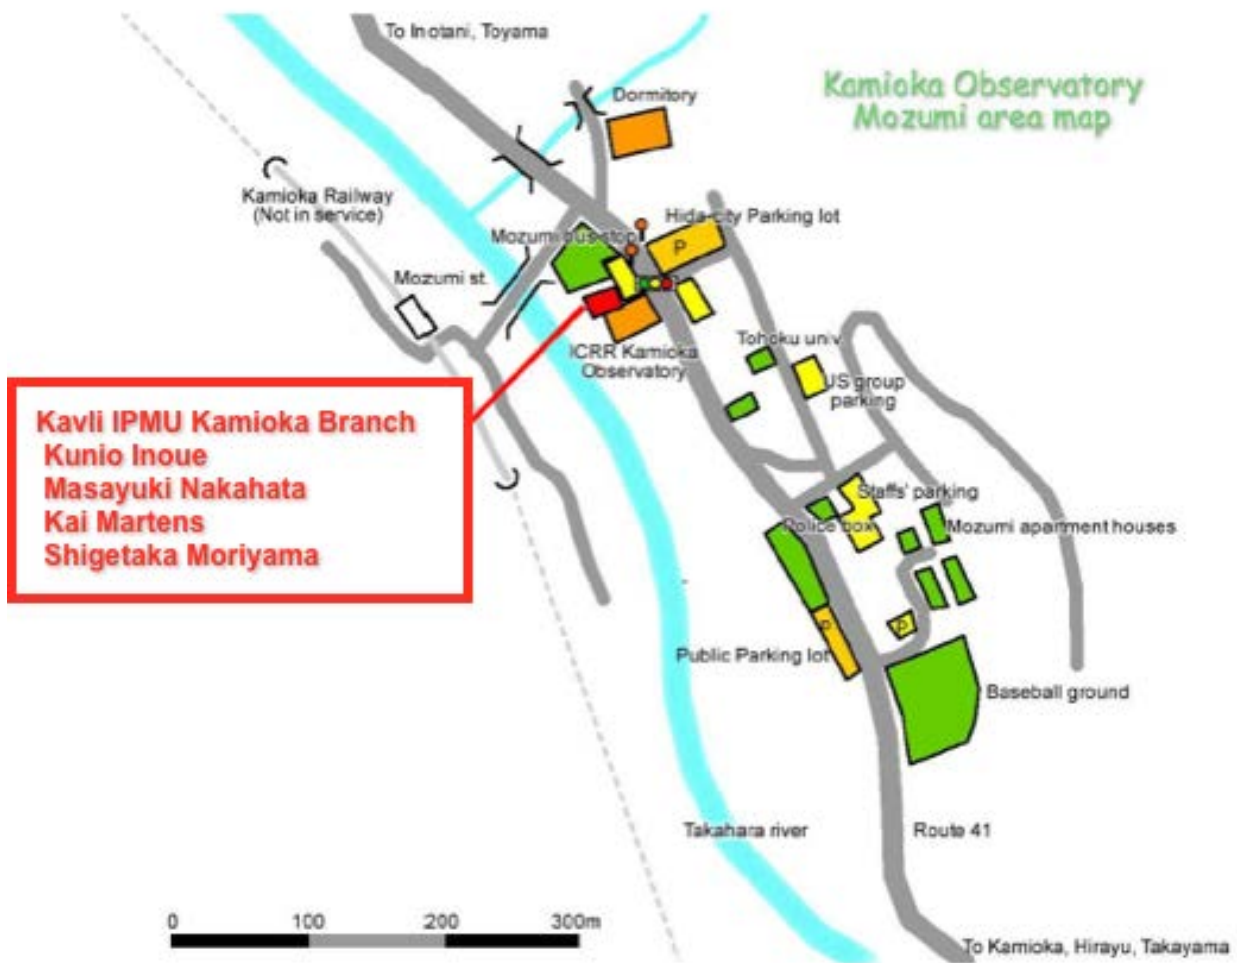 To Inotani, Toyama
Kamioka Observatory
Mozumi area map
Dormitory
Kamioka Railway
(Not in service)
Hida-city Parking lot
P
Mozumi bus stop
Mozumi st.
ICRR Kamioka
Observatory
Tohoku univ.
US group
parking
Kavli IPMU Kamioka Branch
Kunio Inoue
Masayuki Nakahata
Kai Martens
Shigetaka Moriyama
Staffs' parking
Police box
Mozumi apartment houses
P
P
Public Parking lot
Baseball ground
Takahara river
Route 41
0 100 200 300m
To Kamioka, Hirayu, Takayama